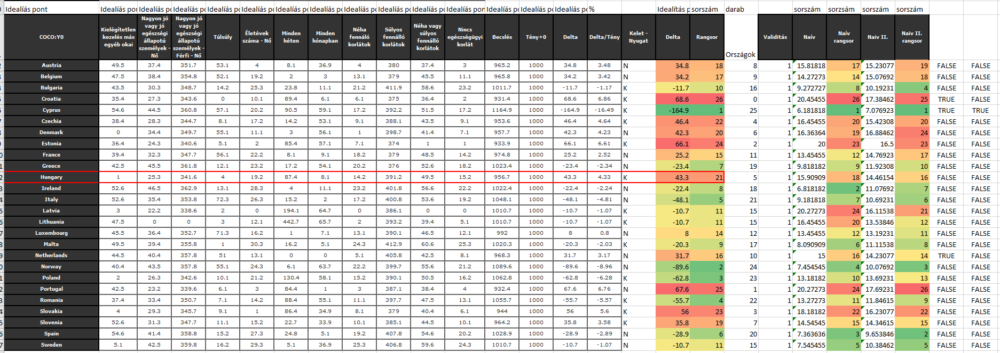 Idealíás pont Idealíás po Idealíás po Idealíás po Idealíás po Idealíás po Idealíás po Idealíás po Idealíás po Idealíás po Idealíás po Idealíás pon Idealíás po Idealíás po Idealíás po % Idealítás p sorszám darab sorszám sorzsám sorszám sorszám
COCO:Y0 Kielégítetlen kezelés más egyéb okai Nagyon jó vagy jó egészségi állapotú személyek - Nő Nagyon jó vagy jó egészségi állapotú személyek - Férfi - Nő Túlsúly Életévek száma - Nő Minden héten Minden hónapban Néha fennáló korlátok Súlyos fennálló korlátok Néha vagy súlyos fennálló korlátok Nincs egészségügyi korlát Becslés Tény+0 Delta Delta/Tény Kelet - Nyugat Delta Rangsor Országok Validitás Naív Naív rangsor Naiv II. Naiv II. rangsor
Austria 49.5 37.4 351.7 53.1 4 8.1 36.9 4 380 37.4 3 965.2 1000 34.8 3.48 N 34.8 18 8 1 15.81818 17 15.23077 19 FALSE FALSE
Belgium 47.5 38.4 354.8 52.1 19.2 2 3 13.1 379 45.5 11.1 965.8 1000 34.2 3.42 N 34.2 17 9 1 14.27273 14 15.07692 18 FALSE FALSE
Bulgaria 43.5 30.3 348.7 14.2 25.3 23.8 11.1 21.2 411.9 58.6 23.2 1011.7 1000 -11.7 -1.17 K -11.7 10 16 1 9.272727 8 10.19231 4 FALSE FALSE
Croatia 35.4 27.3 343.6 0 10.1 89.4 6.1 6.1 375 36.4 2 931.4 1000 68.6 6.86 K 68.6 26 0 1 20.45455 26 17.38462 25 TRUE FALSE
Cyprus 54.6 44.5 360.8 57.1 20.2 90.5 59.1 17.2 392.2 51.5 17.2 1164.9 1000 -164.9 -16.49 K -164.9 1 25 1 6.181818 1 7.076923 1 TRUE TRUE
Czechia 38.4 28.3 344.7 8.1 17.2 14.2 53.1 9.1 388.1 43.5 9.1 953.6 1000 46.4 4.64 K 46.4 22 4 1 16.45455 20 15.42308 20 FALSE FALSE
Denmark 0 34.4 349.7 55.1 11.1 3 56.1 1 398.7 41.4 7.1 957.7 1000 42.3 4.23 N 42.3 20 6 1 16.36364 19 16.88462 24 FALSE FALSE
Estonia 36.4 24.3 340.6 5.1 2 85.4 57.1 7.1 374 1 1 933.9 1000 66.1 6.61 K 66.1 24 2 1 20 23 16.5 23 FALSE FALSE
France 39.4 32.3 347.7 56.1 22.2 8.1 9.1 18.2 379 48.5 14.2 974.8 1000 25.2 2.52 N 25.2 15 11 1 13.45455 12 14.76923 17 FALSE FALSE
Greece 42.5 45.5 361.8 12.1 23.2 17.2 54.1 20.2 376 52.6 18.2 1023.4 1000 -23.4 -2.34 N -23.4 7 19 1 9.818182 9 11.92308 10 FALSE FALSE
Hungary 1 25.3 341.6 4 19.2 87.4 8.1 14.2 391.2 49.5 15.2 956.7 1000 43.3 4.33 K 43.3 21 5 1 15.90909 18 14.46154 16 FALSE FALSE
Ireland 52.6 46.5 362.9 13.1 28.3 4 11.1 23.2 401.8 56.6 22.2 1022.4 1000 -22.4 -2.24 N -22.4 8 18 1 6.818182 2 11.07692 7 FALSE FALSE
Italy 52.6 35.4 353.8 72.3 26.3 15.2 2 17.2 400.8 53.6 19.2 1048.1 1000 -48.1 -4.81 N -48.1 5 21 1 9.181818 7 10.69231 6 FALSE FALSE
Latvia 3 22.2 338.6 2 0 194.1 64.7 0 386.1 0 0 1010.7 1000 -10.7 -1.07 K -10.7 11 15 1 20.27273 24 16.11538 21 FALSE FALSE
Lithuania 47.5 0 0 3 12.1 442.7 65.7 2 393.2 39.4 5.1 1010.7 1000 -10.7 -1.07 K -10.7 11 15 1 16.45455 20 13.53846 12 FALSE FALSE
Luxembourg 45.5 36.4 352.7 71.3 16.2 1 7.1 13.1 390.1 46.5 12.1 992 1000 8 0.8 N 8 14 12 1 13.45455 12 13.19231 11 FALSE FALSE
Malta 49.5 39.4 355.8 1 30.3 16.2 5.1 24.3 412.9 60.6 25.3 1020.3 1000 -20.3 -2.03 K -20.3 9 17 1 8.090909 6 11.11538 8 FALSE FALSE
Netherlands 44.5 40.4 357.8 51 13.1 0 0 5.1 405.8 42.5 8.1 968.3 1000 31.7 3.17 N 31.7 16 10 1 15 16 14.23077 14 TRUE FALSE
Norway 40.4 43.5 357.8 55.1 24.3 6.1 63.7 22.2 399.7 55.6 21.2 1089.6 1000 -89.6 -8.96 N -89.6 2 24 1 7.454545 4 10.07692 3 FALSE FALSE
Poland 2 26.3 342.6 10.1 21.2 130.4 58.1 15.2 390.1 50.5 16.2 1062.8 1000 -62.8 -6.28 K -62.8 3 23 1 13.18182 10 13.69231 13 FALSE FALSE
Portugal 42.5 23.2 339.6 6.1 3 84.4 1 3 387.1 38.4 4 932.4 1000 67.6 6.76 N 67.6 25 1 1 20.27273 24 17.69231 26 FALSE FALSE
Romania 37.4 33.4 350.7 7.1 14.2 88.4 55.1 11.1 397.7 47.5 13.1 1055.7 1000 -55.7 -5.57 K -55.7 4 22 1 13.27273 11 11.84615 9 FALSE FALSE
Slovakia 4 29.3 345.7 9.1 1 86.4 34.9 8.1 379 40.4 6.1 944 1000 56 5.6 K 56 23 3 1 18.18182 22 16.23077 22 FALSE FALSE
Slovenia 52.6 31.3 347.7 11.1 15.2 22.7 33.9 10.1 385.1 44.5 10.1 964.2 1000 35.8 3.58 K 35.8 19 7 1 14.54545 15 14.34615 15 FALSE FALSE
Spain 54.6 41.4 358.8 15.2 27.3 24.8 5.1 19.2 407.8 54.6 20.2 1028.9 1000 -28.9 -2.89 N -28.9 6 20 1 7.363636 3 9.653846 2 FALSE FALSE
Sweden 5.1 42.5 359.8 16.2 29.3 5.1 36.9 25.3 406.8 59.6 24.3 1010.7 1000 -10.7 -1.07 N -10.7 11 15 1 7.545455 5 10.38462 5 FALSE FALSE